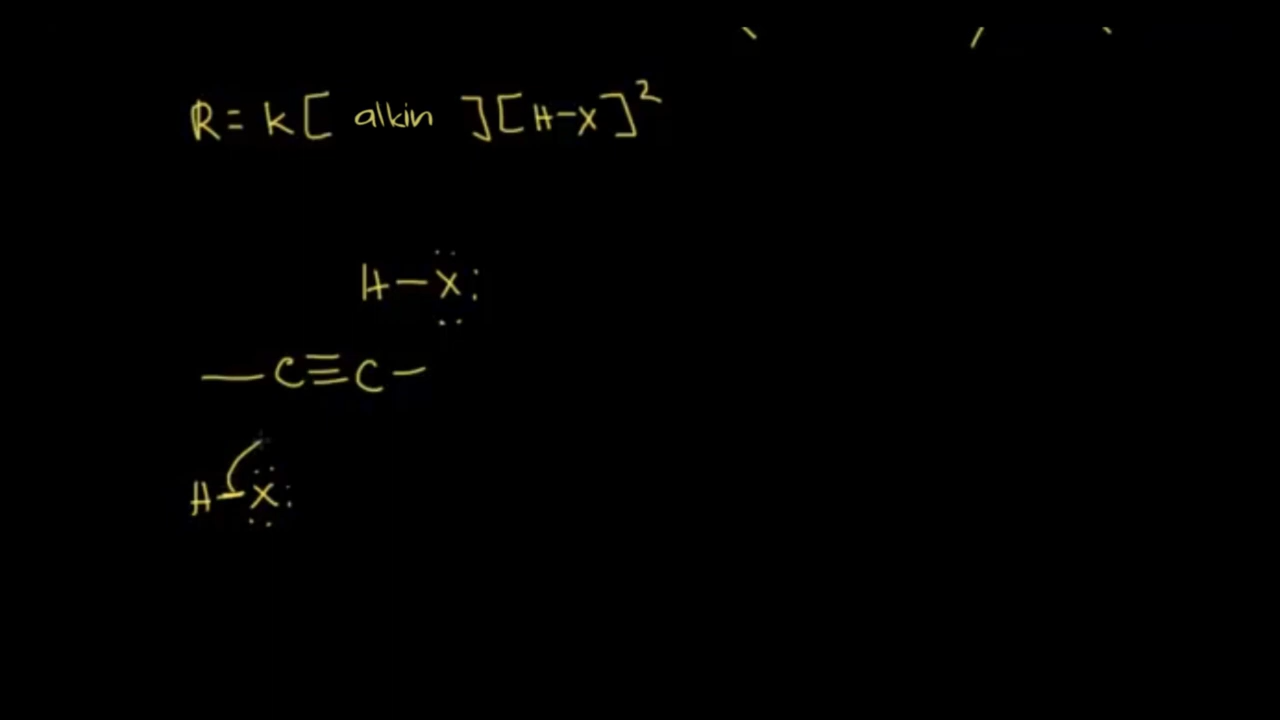 R = k [ alkin ] [H-X]²
H-X:
— C≡C —
H-X: